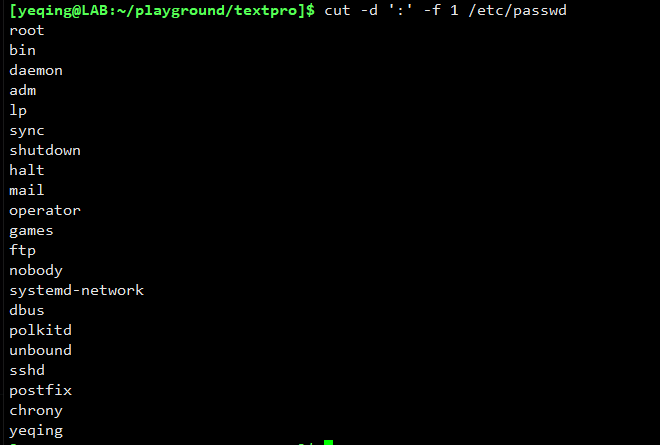 [yeqing@LAB:~/playground/textpro]$ cut -d ':' -f 1 /etc/passwd
root
bin
daemon
adm
lp
sync
shutdown
halt
mail
operator
games
ftp
nobody
systemd-network
dbus
polkitd
unbound
sshd
postfix
chrony
yeqing